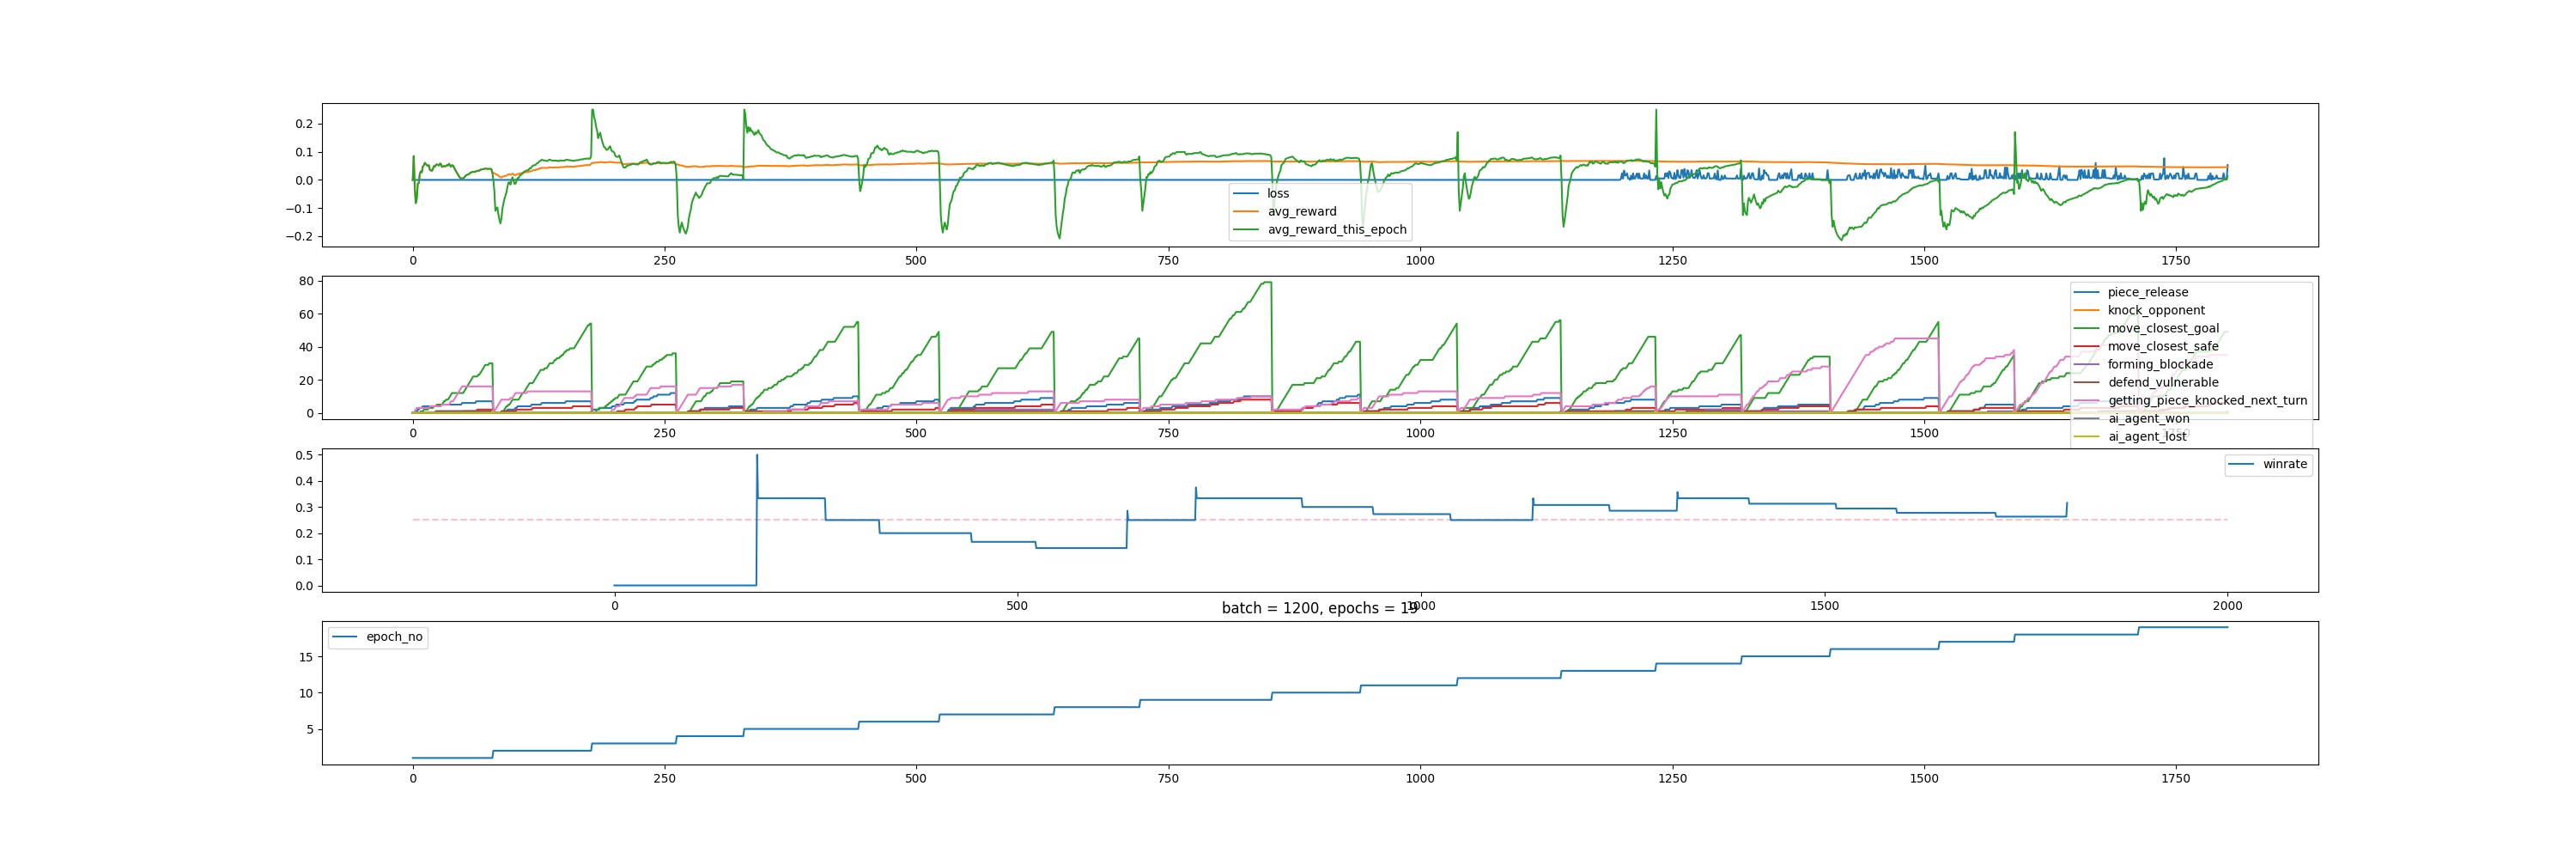 0.2
0.1
0.0
−0.1
−0.2
loss
avg_reward
avg_reward_this_epoch
0 250 500 750 1000 1250 1500 1750
80
60
40
20
0
piece_release
knock_opponent
move_closest_goal
move_closest_safe
forming_blockade
defend_vulnerable
getting_piece_knocked_next_turn
ai_agent_won
ai_agent_lost
0 250 500 750 1000 1250 1500 1750
0.5
0.4
0.3
0.2
0.1
0.0
winrate
0 500 1000 1500 2000
batch = 1200, epochs = 19
epoch_no
15
10
5
0 250 500 750 1000 1250 1500 1750